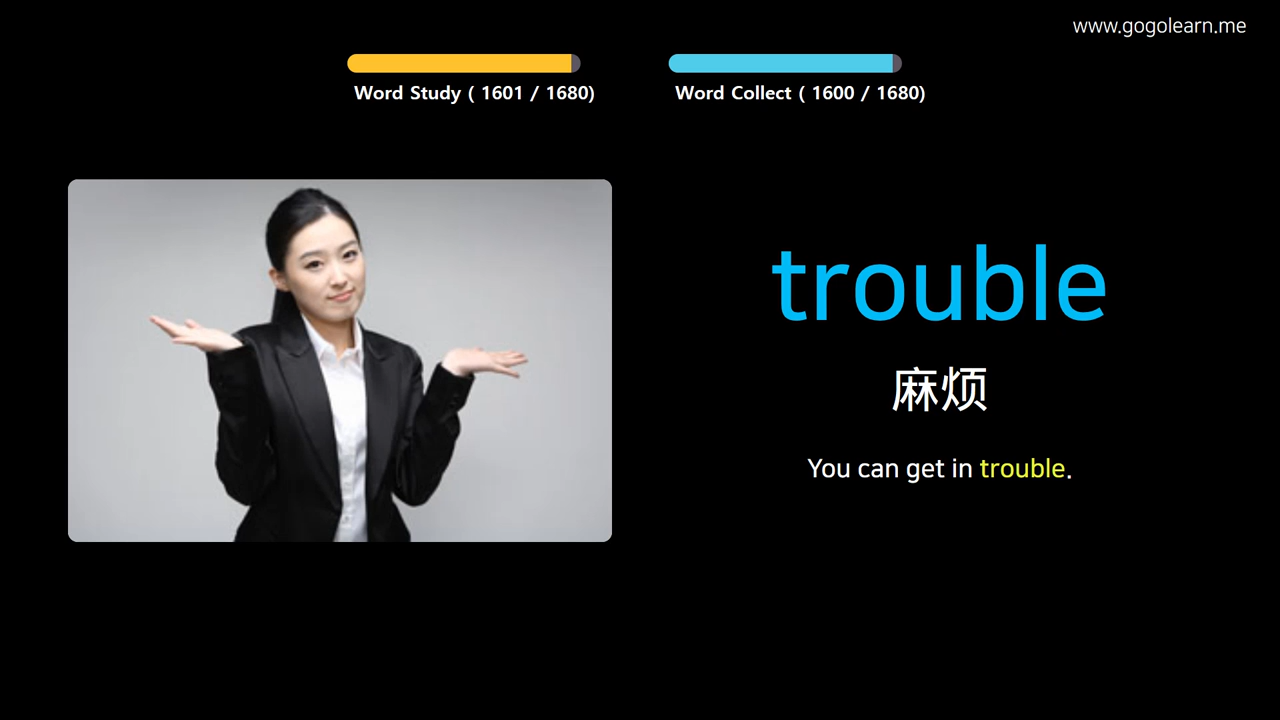 www.gogolearn.me
Word Study ( 1601 / 1680)
Word Collect ( 1600 / 1680)
trouble
麻烦
You can get in trouble.